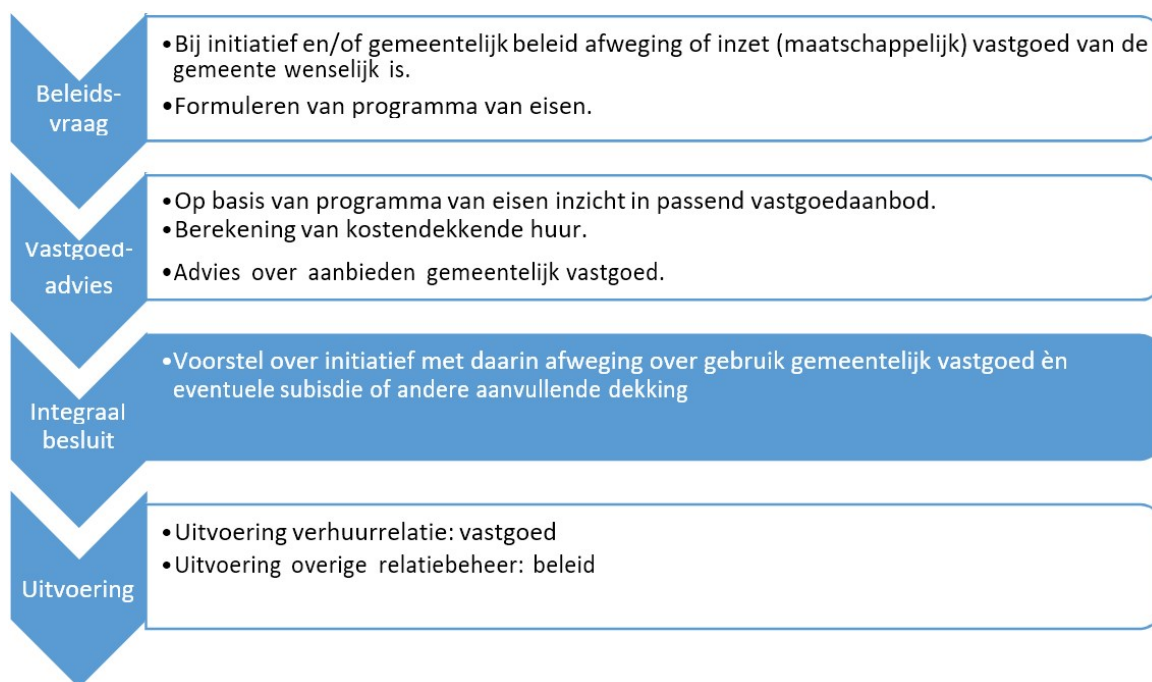 Beleids-
vraag
•Bij initiatief en/of gemeentelijk beleid afweging of inzet (maatschappelijk) vastgoed van de
gemeente wenselijk is.
•Formuleren van programma van eisen.
Vastgoed-
advies
•Op basis van programma van eisen inzicht in passend vastgoedaanbod.
•Berekening van kostendekkende huur.
•Advies over aanbieden gemeentelijk vastgoed.
Integraal
besluit
•Voorstel over initiatief met daarin afweging over gebruik gemeentelijk vastgoed èn
eventuele subisdie of andere aanvullende dekking
Uitvoering
•Uitvoering verhuurrelatie: vastgoed
•Uitvoering overige relatiebeheer: beleid